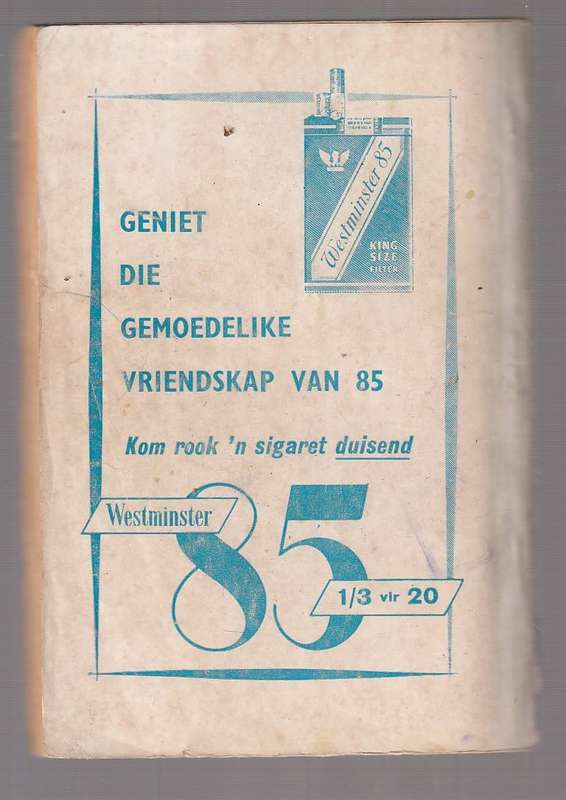 Westminster 85
KING
SIZE
FILTER
GENIET
DIE
GEMOEDELIKE
VRIENDSKAP VAN 85
Kom rook 'n sigaret duisend
Westminster
85
1/3 vir 20